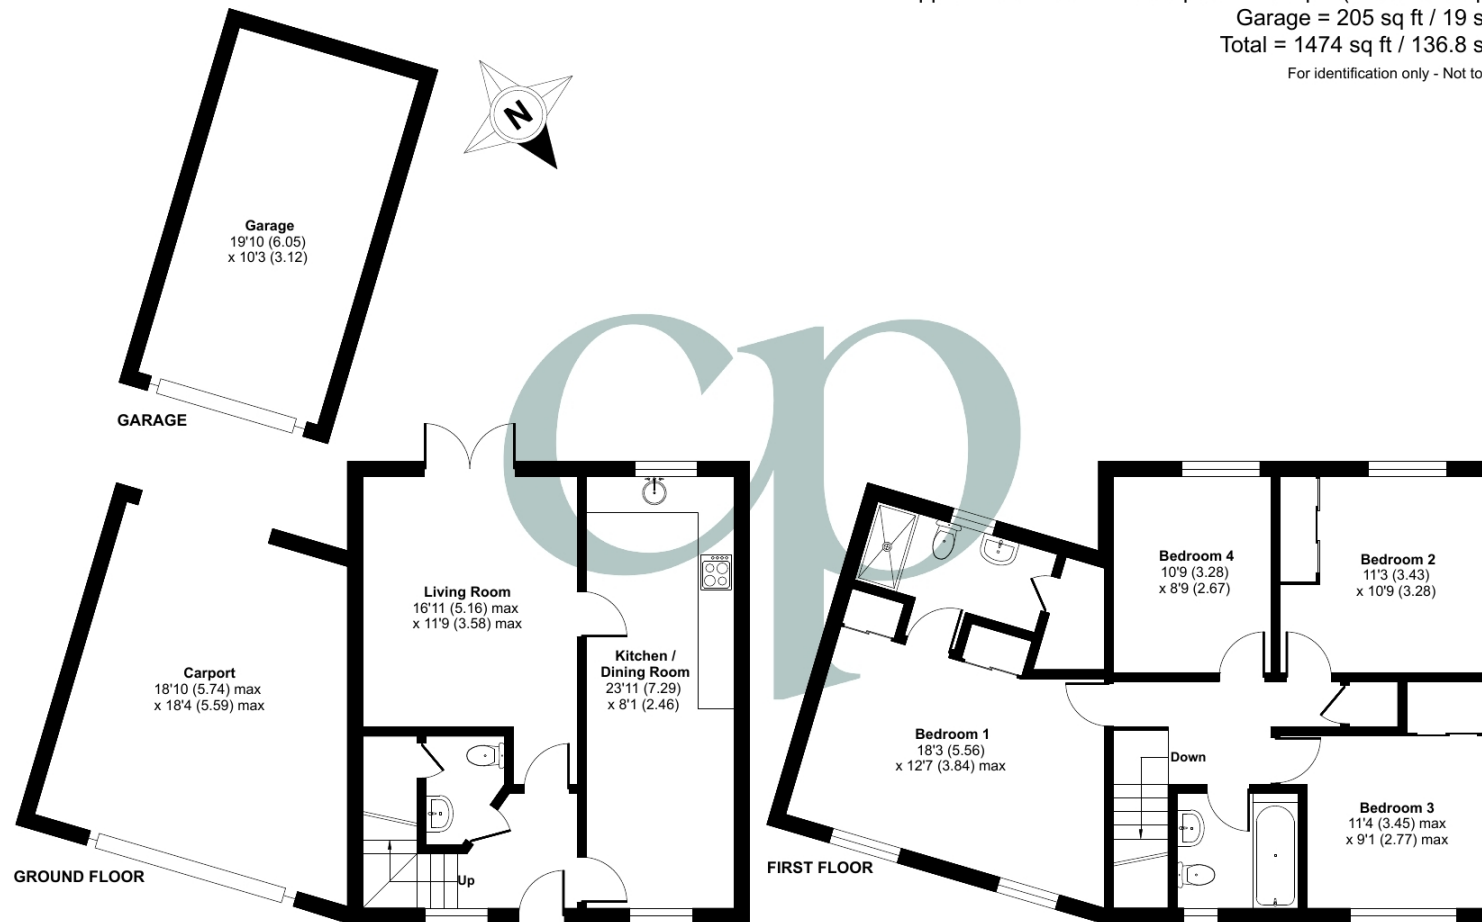 Garage = 205 sq ft / 19 s
Total = 1474 sq ft / 136.8 s
For identification only - Not to
N
Garage
19'10 (6.05)
x 10'3 (3.12)
GARAGE
cp
Living Room
16'11 (5.16) max
x 11'9 (3.58) max
Kitchen /
Dining Room
23'11 (7.29)
x 8'1 (2.46)
Carport
18'10 (5.74) max
x 18'4 (5.59) max
Up
GROUND FLOOR
Bedroom 4
10'9 (3.28)
x 8'9 (2.67)
Bedroom 2
11'3 (3.43)
x 10'9 (3.28)
Bedroom 1
18'3 (5.56)
x 12'7 (3.84) max
Down
Bedroom 3
11'4 (3.45) max
x 9'1 (2.77) max
FIRST FLOOR